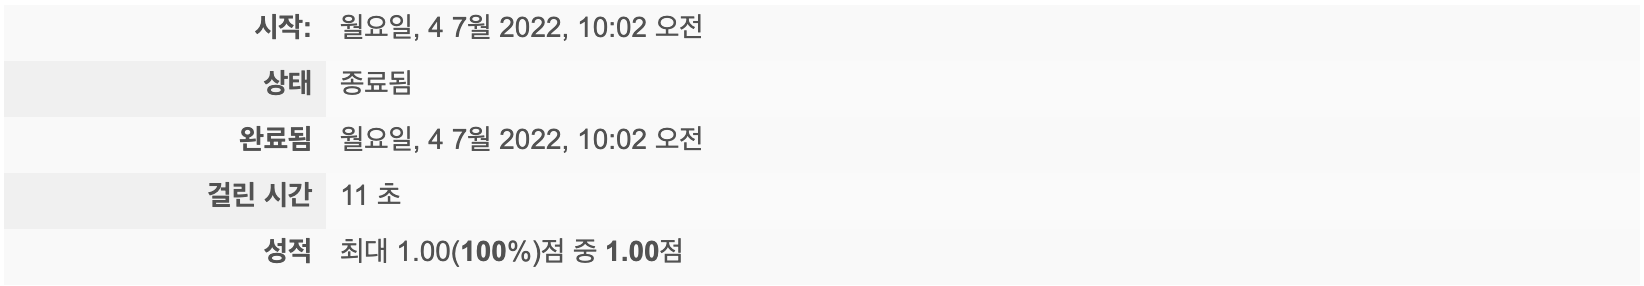 시작: 월요일, 4 7월 2022, 10:02 오전
상태 종료됨
완료됨 월요일, 4 7월 2022, 10:02 오전
걸린 시간 11 초
성적 최대 1.00(100%)점 중 1.00점